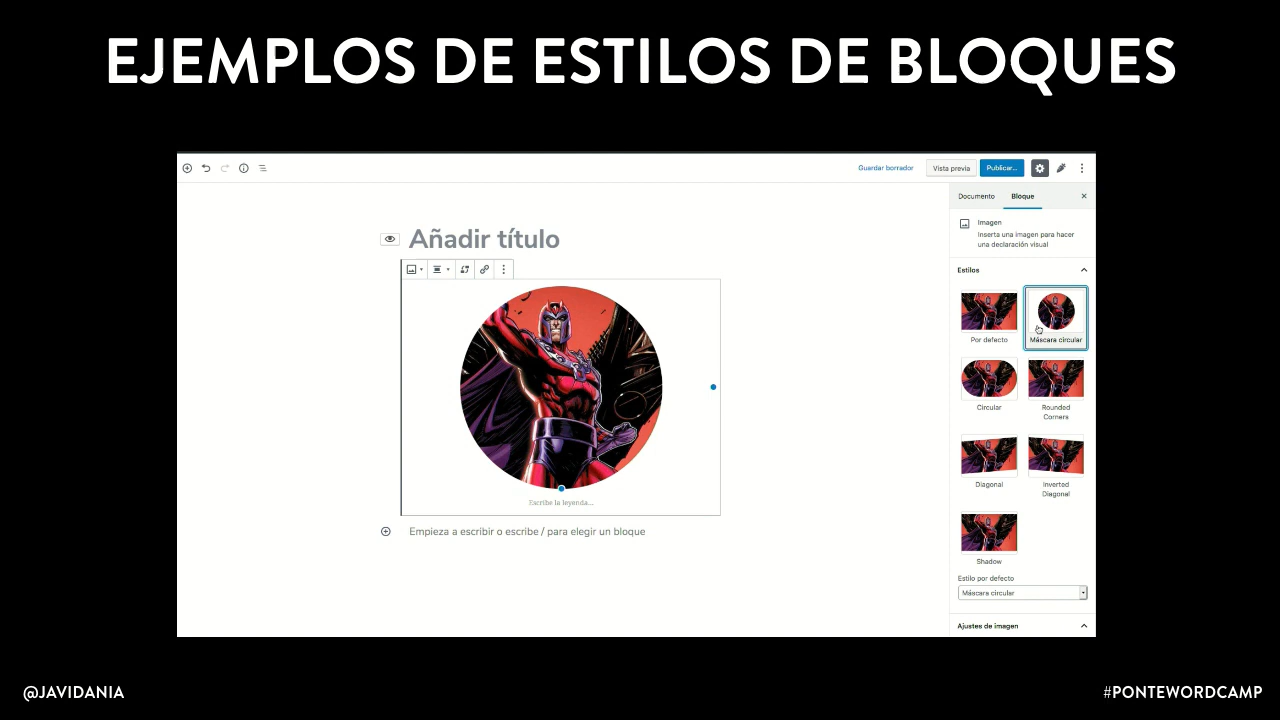 EJEMPLOS DE ESTILOS DE BLOQUES
Guardar borrador
Vista previa
Publicar...
Documento
Bloque
Imagen
Inserta una imagen para hacer
una declaración visual
Añadir título
Estilos
Por defecto
Máscara circular
Circular
Rounded
Corners
Diagonal
Inverted
Diagonal
Shadow
Escribe la leyenda...
Empieza a escribir o escribe / para elegir un bloque
Estilo por defecto
Máscara circular
Ajustes de imagen
@JAVIDANIA
#PONTEWORDCAMP